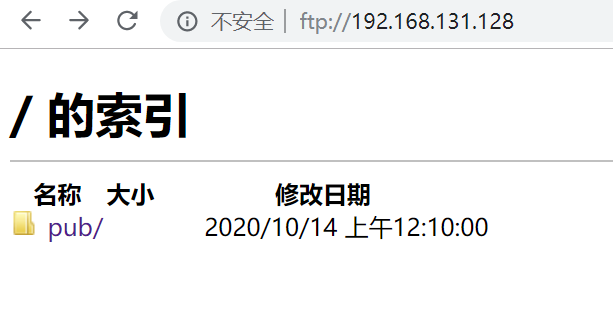 不安全 | ftp://192.168.131.128
/ 的索引
名称 大小 修改日期
pub/ 2020/10/14 上午12:10:00